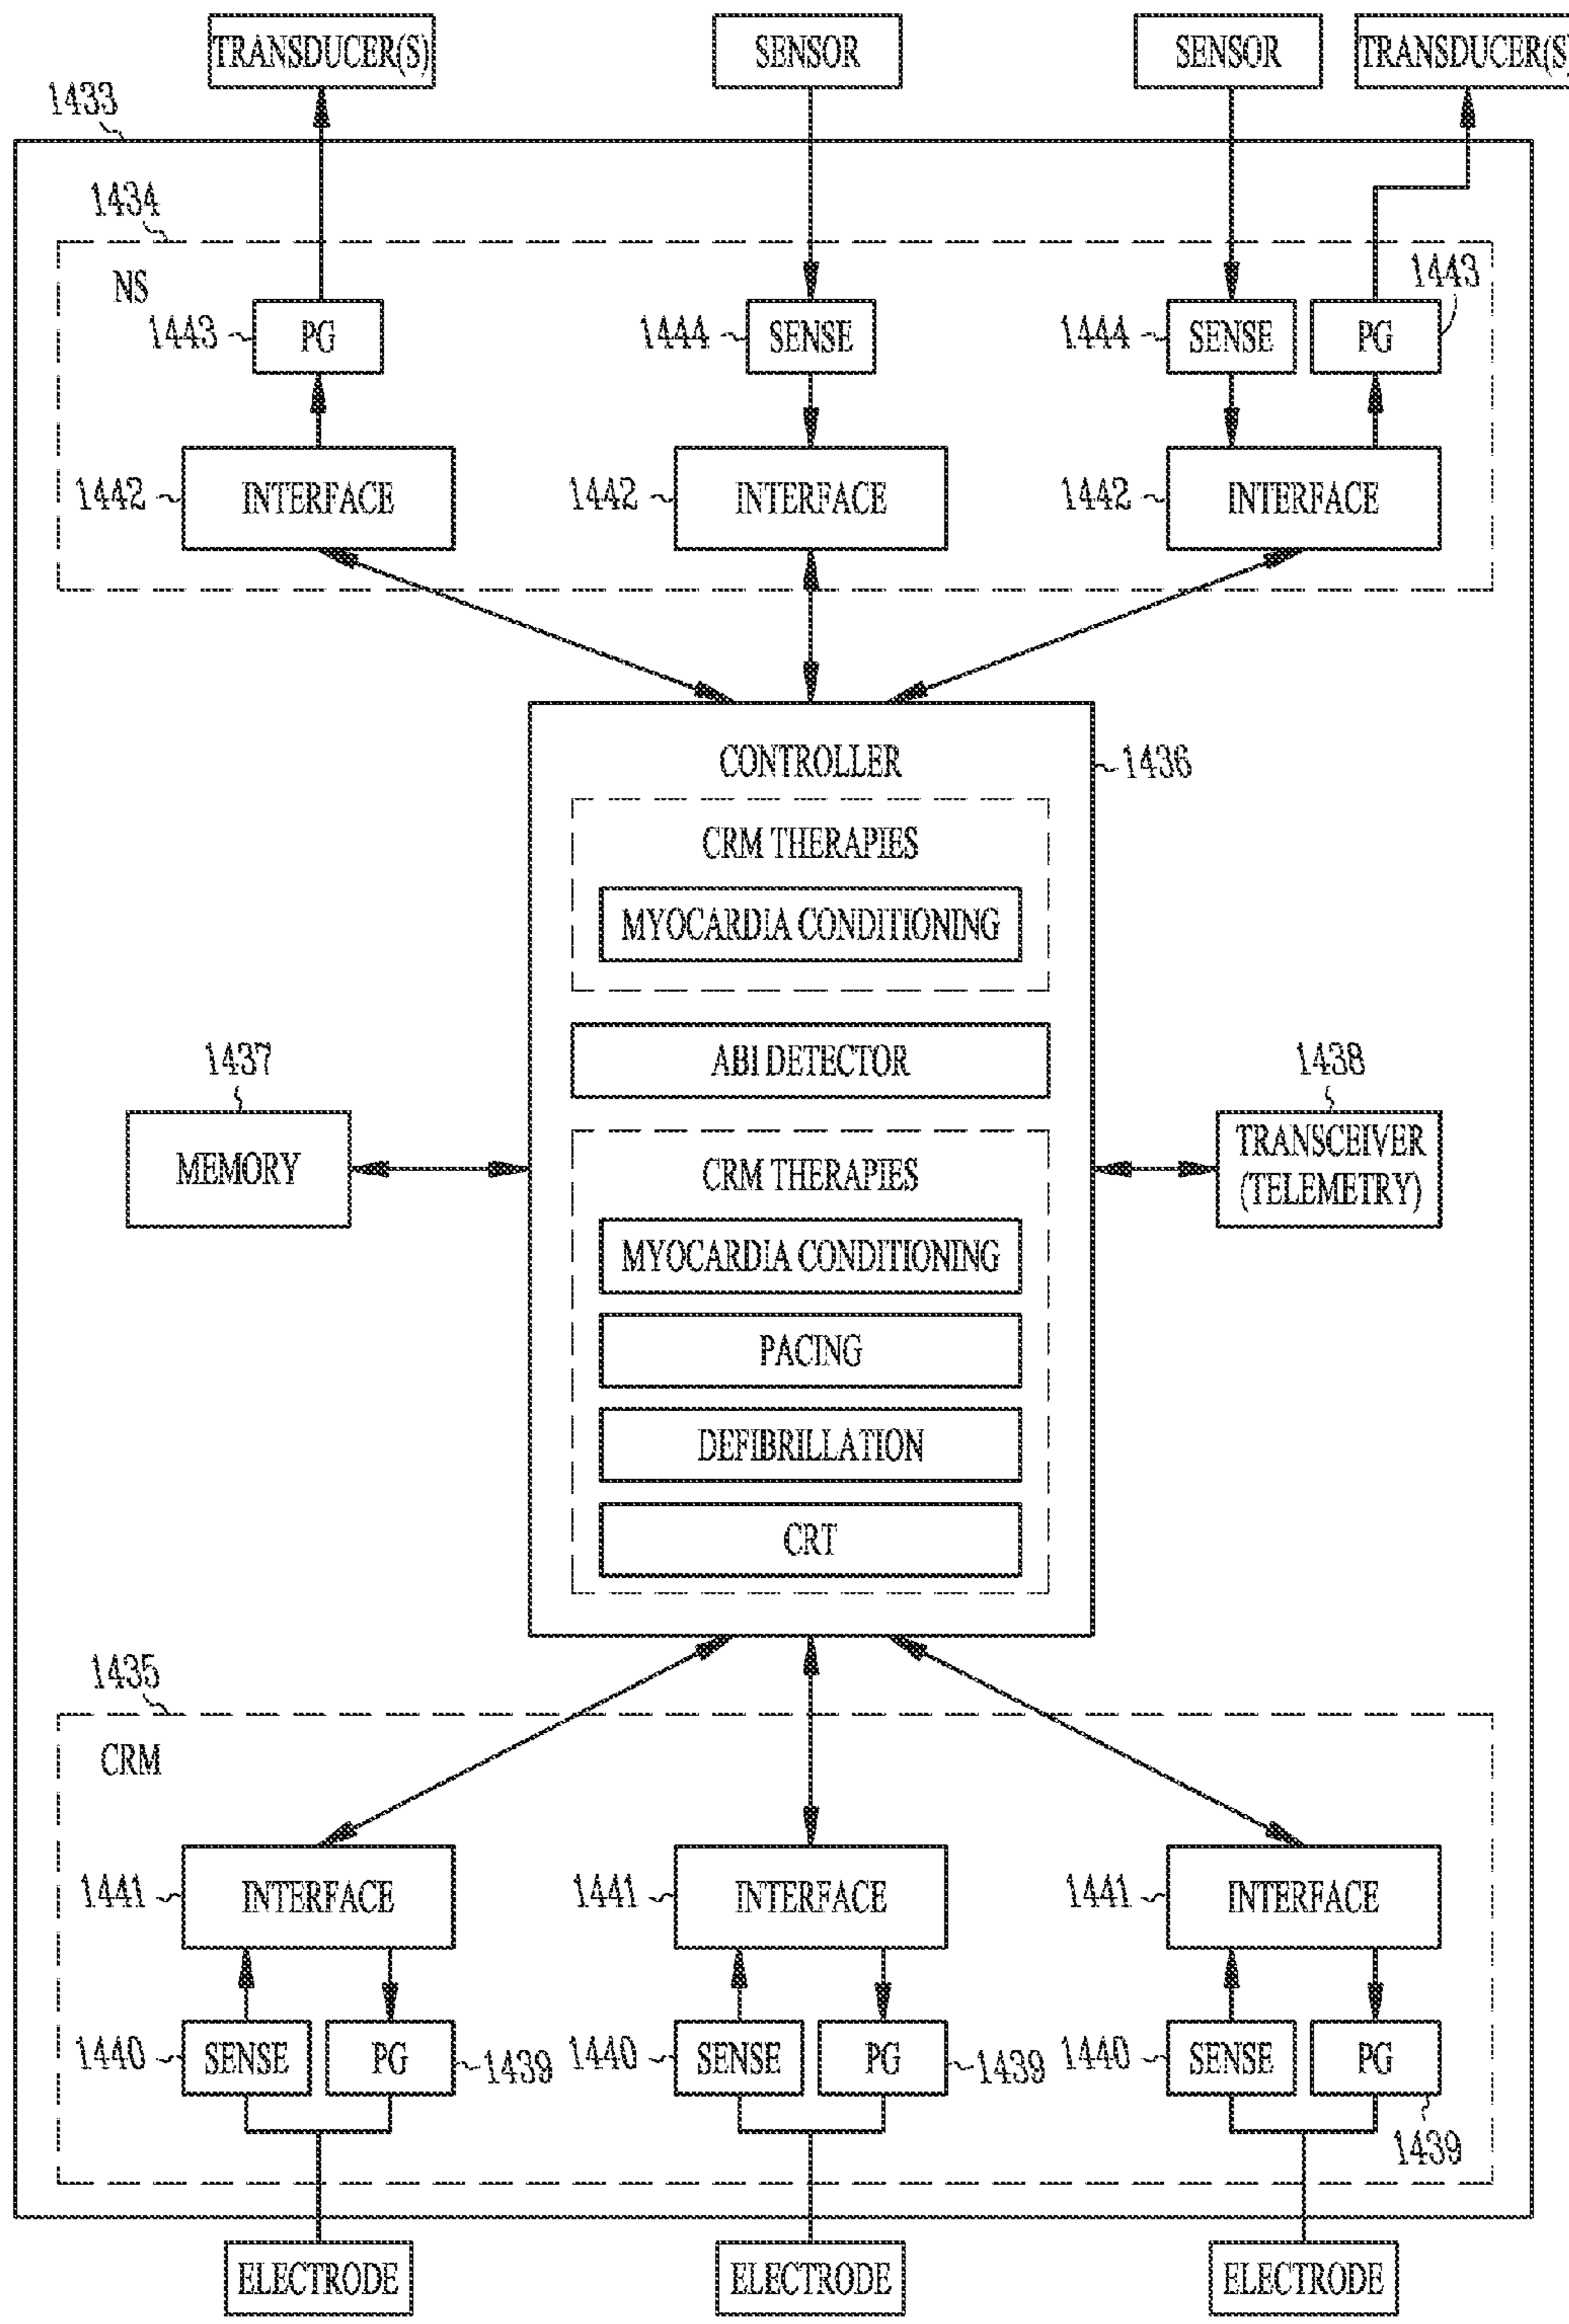 TRANSDUCER(S)
SENSOR
SENSOR
TRANSDUCER(S)
1433
1434
NS
1443
PG
1444
SENSE
1444
SENSE
PG
1443
1442
INTERFACE
1442
INTERFACE
1442
INTERFACE
CONTROLLER
1436
CRM THERAPIES
MYOCARDIA CONDITIONING
ABI DETECTOR
1437
MEMORY
1438
TRANSCEIVER
(TELEMETRY)
CRM THERAPIES
MYOCARDIA CONDITIONING
PACING
DEFIBRILLATION
CRT
1435
CRM
1441
INTERFACE
1441
INTERFACE
1441
INTERFACE
1440
SENSE
PG
1439
1440
SENSE
PG
1439
1440
SENSE
PG
1439
ELECTRODE
ELECTRODE
ELECTRODE